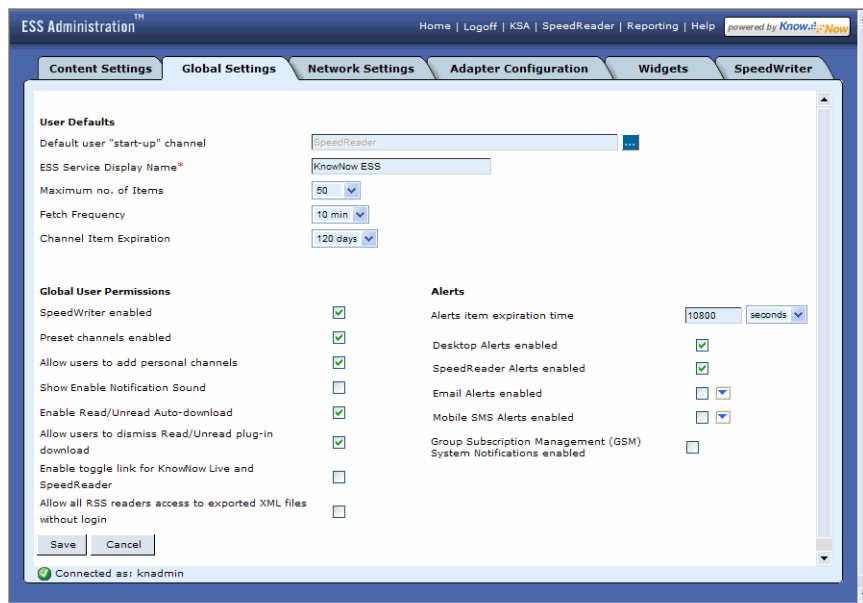 ESS Administration™
Home | Logoff | KSA | SpeedReader | Reporting | Help
powered by Know Now
Content Settings
Global Settings
Network Settings
Adapter Configuration
Widgets
SpeedWriter
User Defaults
Default user "start-up" channel
SpeedReader
...
ESS Service Display Name*
KnowNow ESS
Maximum no. of Items
50
Fetch Frequency
10 min
Channel Item Expiration
120 days
Global User Permissions
SpeedWriter enabled
Preset channels enabled
Allow users to add personal channels
Show Enable Notification Sound
Enable Read/Unread Auto-download
Allow users to dismiss Read/Unread plug-in
download
Enable toggle link for KnowNow Live and
SpeedReader
Allow all RSS readers access to exported XML files
without login
Alerts
Alerts item expiration time
10800
seconds
Desktop Alerts enabled
SpeedReader Alerts enabled
Email Alerts enabled
Mobile SMS Alerts enabled
Group Subscription Management (GSM)
System Notifications enabled
Save
Cancel
Connected as: knadmin